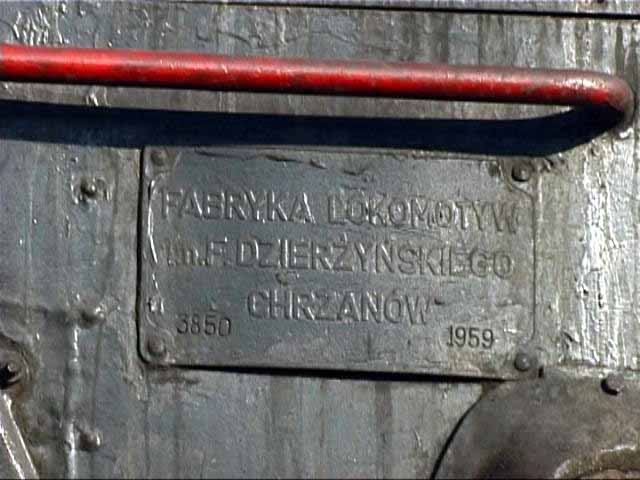 FABRYKA LOKOMOTYW
im. F. DZIERŻYŃSKIEGO
CHRZANÓW
3850 1959